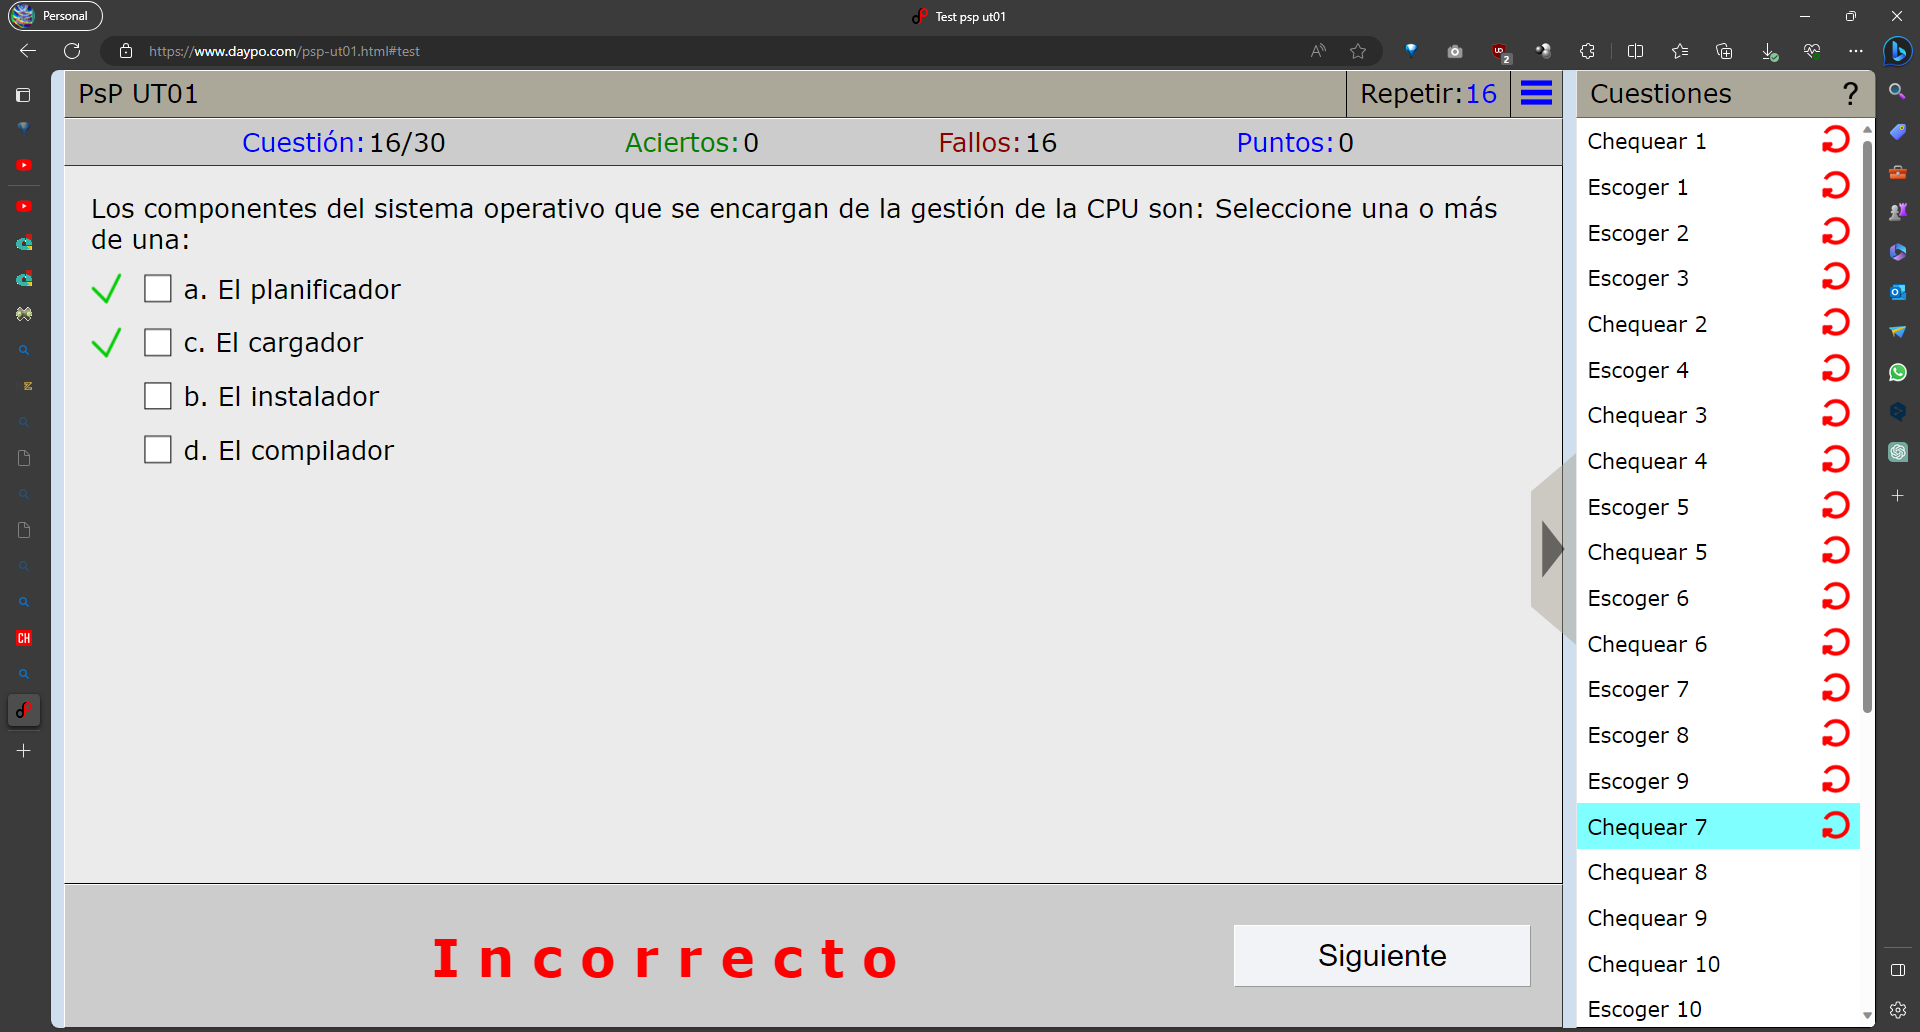 Personal
Test psp ut01
https://www.daypo.com/psp-ut01.html#test
PsP UT01
Repetir:16
Cuestión:16/30
Aciertos:0
Fallos:16
Puntos:0
Los componentes del sistema operativo que se encargan de la gestión de la CPU son: Seleccione una o más
de una:
a. El planificador
c. El cargador
b. El instalador
d. El compilador
Incorrecto
Siguiente
Cuestiones
?
Chequear 1
Escoger 1
Escoger 2
Escoger 3
Chequear 2
Escoger 4
Chequear 3
Chequear 4
Escoger 5
Chequear 5
Escoger 6
Chequear 6
Escoger 7
Escoger 8
Escoger 9
Chequear 7
Chequear 8
Chequear 9
Chequear 10
Escoger 10
2
CH